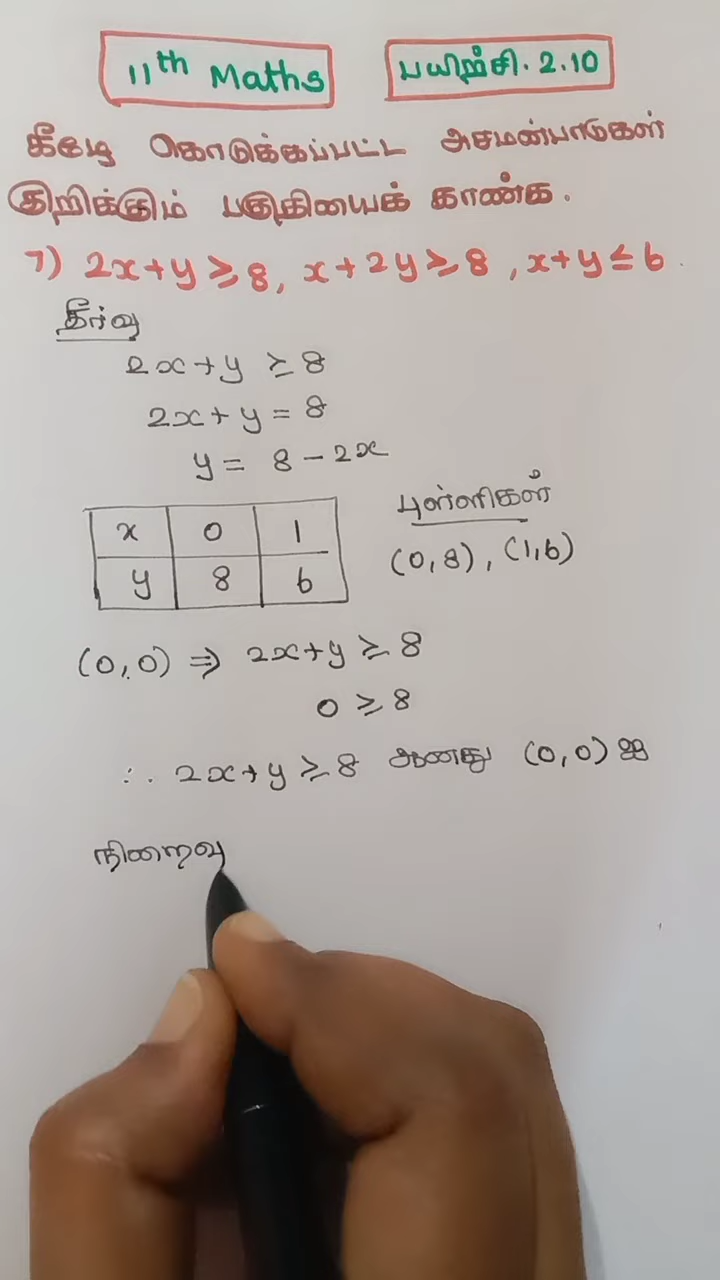 11th Maths பயிற்சி. 2.10
கீழே கொடுக்கப்பட்ட அசமன்பாடுகள்
குறிக்கும் பகுதியைக் காண்க.
7) 2x+y ≥ 8, x+2y ≥ 8, x+y ≤ 6.
தீர்வு
2x+y ≥ 8
2x+y = 8
y = 8 - 2x
x 0 1
y 8 6
புள்ளிகள்
(0,8), (1,6)
(0,0) ⇒ 2x+y ≥ 8
0 ≥ 8
∴ 2x+y ≥ 8 ஆனது (0,0) ஐ
நிறைவு